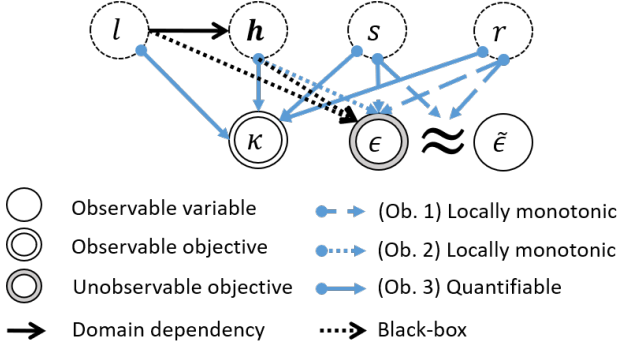 l h s r
κ ϵ ≈ ϵ̃
Observable variable
Observable objective
Unobservable objective
Domain dependency
(Ob. 1) Locally monotonic
(Ob. 2) Locally monotonic
(Ob. 3) Quantifiable
Black-box